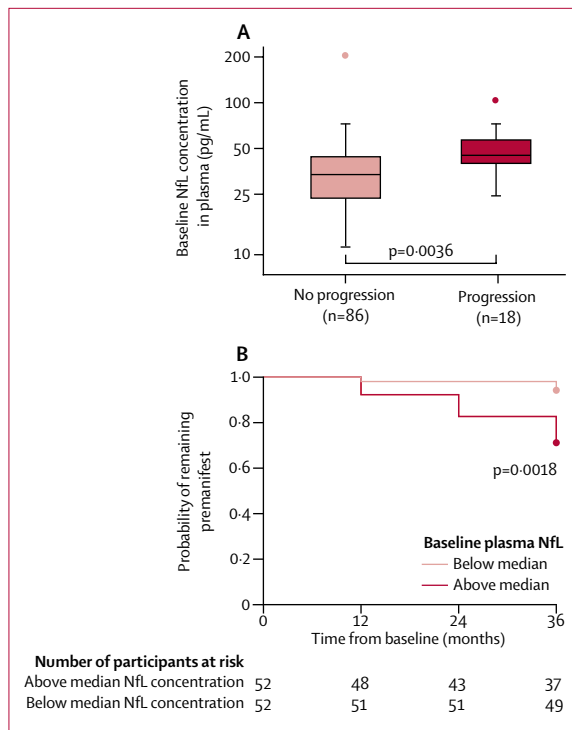 A
200
100
50
25
10
Baseline NfL concentration
in plasma (pg/mL)
p=0·0036
No progression
(n=86)
Progression
(n=18)
B
1·0
0·8
0·6
0·4
0·2
0
Probability of remaining
premanifest
p=0·0018
Baseline plasma NfL
Below median
Above median
0
12
24
36
Time from baseline (months)
Number of participants at risk
Above median NfL concentration 52 48 43 37
Below median NfL concentration 52 51 51 49